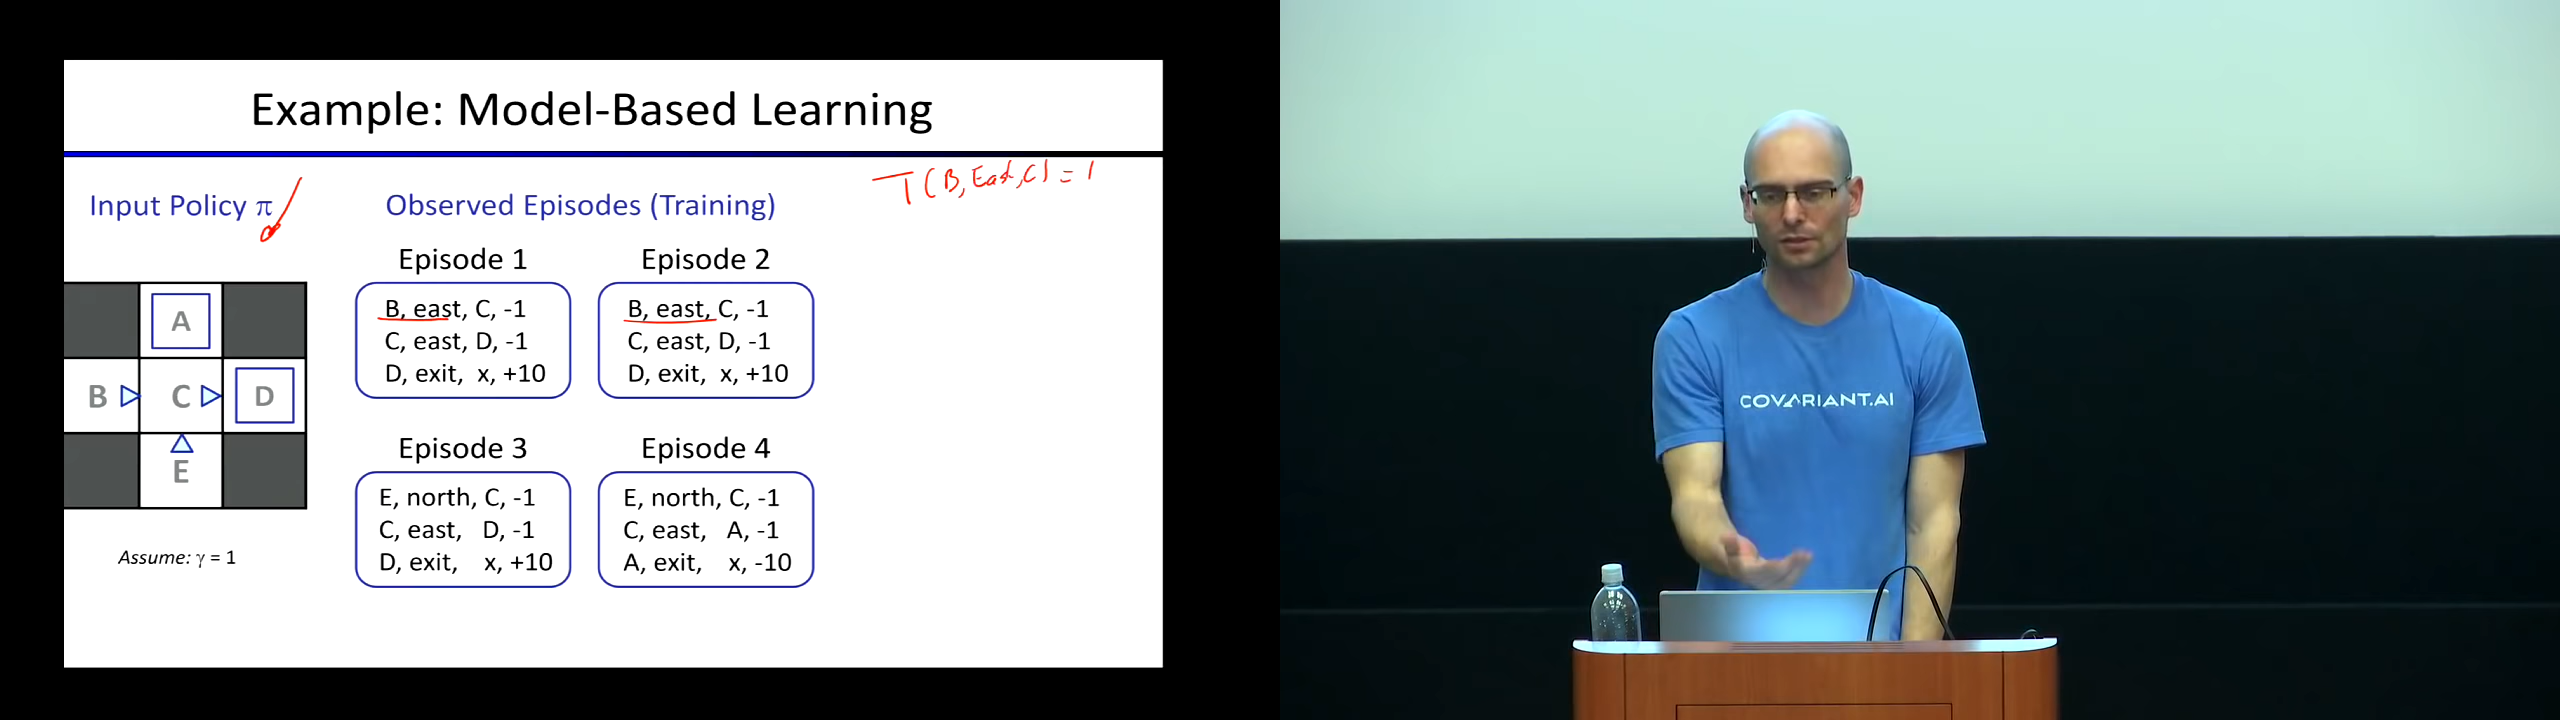 Example: Model-Based Learning
T(B, East, C) = 1
Input Policy π
Observed Episodes (Training)
Episode 1
B, east, C, -1
C, east, D, -1
D, exit, x, +10
Episode 2
B, east, C, -1
C, east, D, -1
D, exit, x, +10
A
B C D
E
Episode 3
E, north, C, -1
C, east, D, -1
D, exit, x, +10
Episode 4
E, north, C, -1
C, east, A, -1
A, exit, x, -10
Assume: γ = 1
COVARIANT.AI